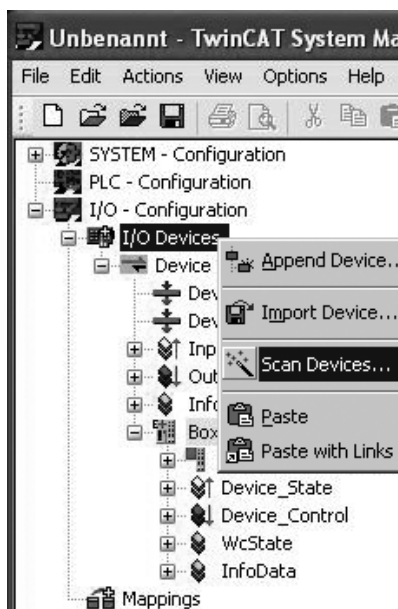 Unbenannt - TwinCAT System Ma
File Edit Actions View Options Help
SYSTEM - Configuration
PLC - Configuration
I/O - Configuration
I/O Devices
Device
Dev
Dev
Inp
Out
Info
Box
Device_State
Device_Control
WcState
InfoData
Mappings
Append Device...
Import Device...
Scan Devices...
Paste
Paste with Links